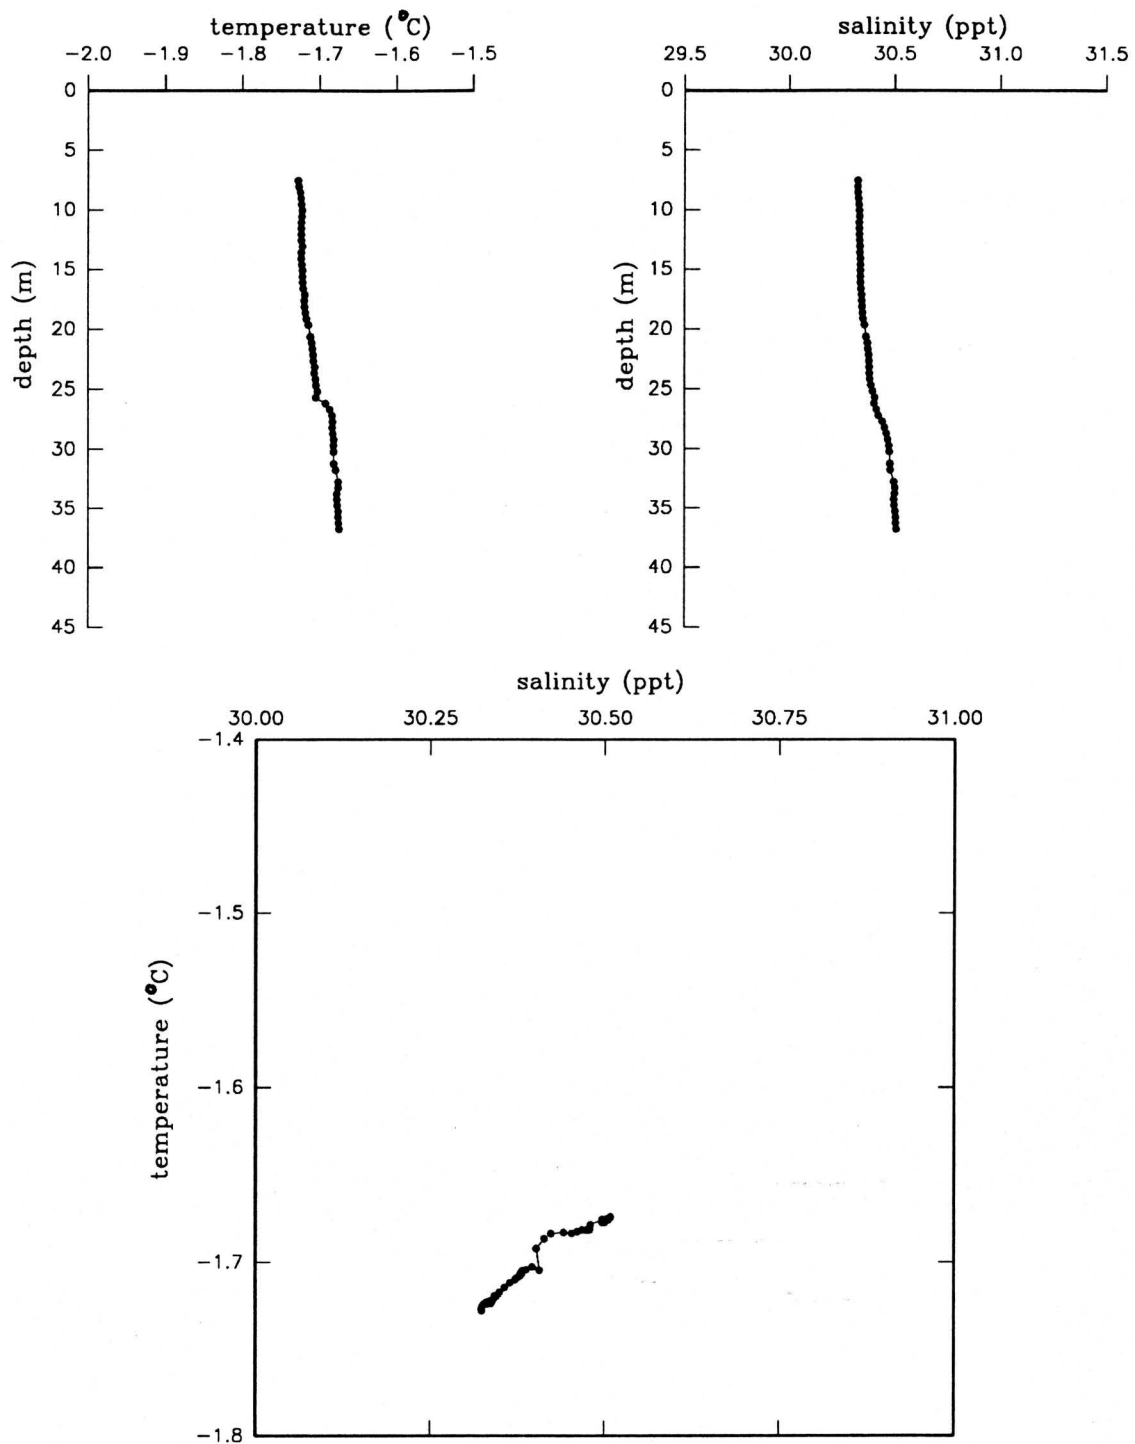 temperature (°C)
−2.0 −1.9 −1.8 −1.7 −1.6 −1.5
0
5
10
15
20
25
30
35
40
45
depth (m)
salinity (ppt)
29.5 30.0 30.5 31.0 31.5
0
5
10
15
20
25
30
35
40
45
depth (m)
salinity (ppt)
30.00 30.25 30.50 30.75 31.00
−1.4
−1.5
−1.6
−1.7
−1.8
temperature (°C)